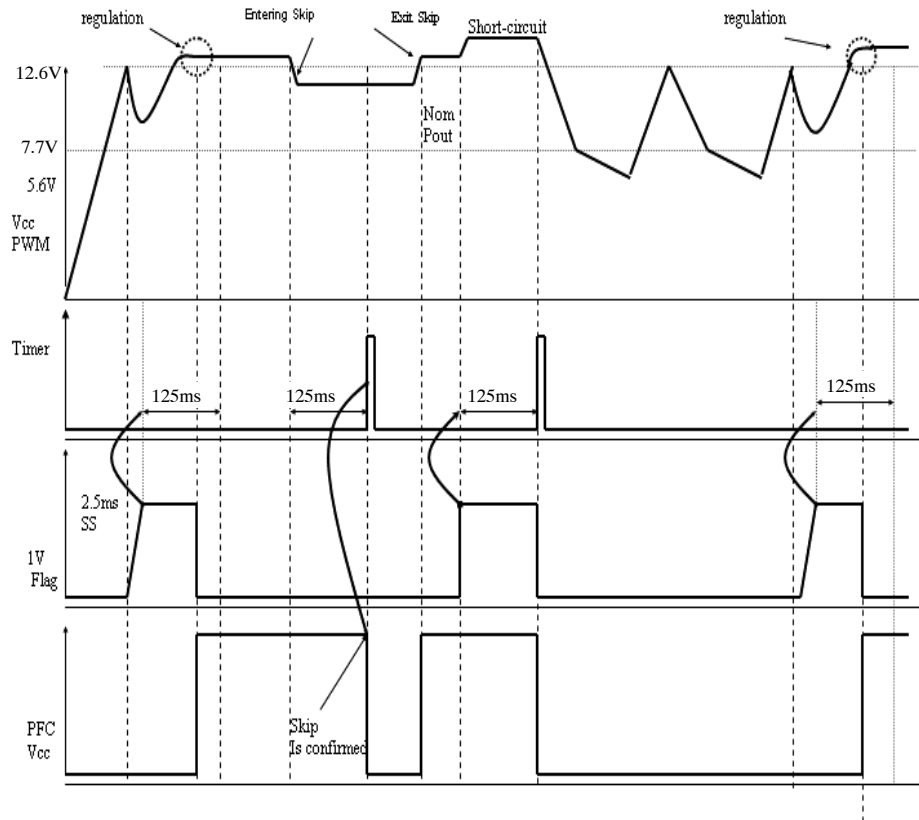 regulation
Entering Skip
Exit Skip
Short-circuit
regulation
12.6V
Nom
Pout
7.7V
5.6V
Vcc
PWM
Timer
125ms
125ms
125ms
125ms
2.5ms
SS
1V
Flag
Skip
Is confirmed
PFC
Vcc